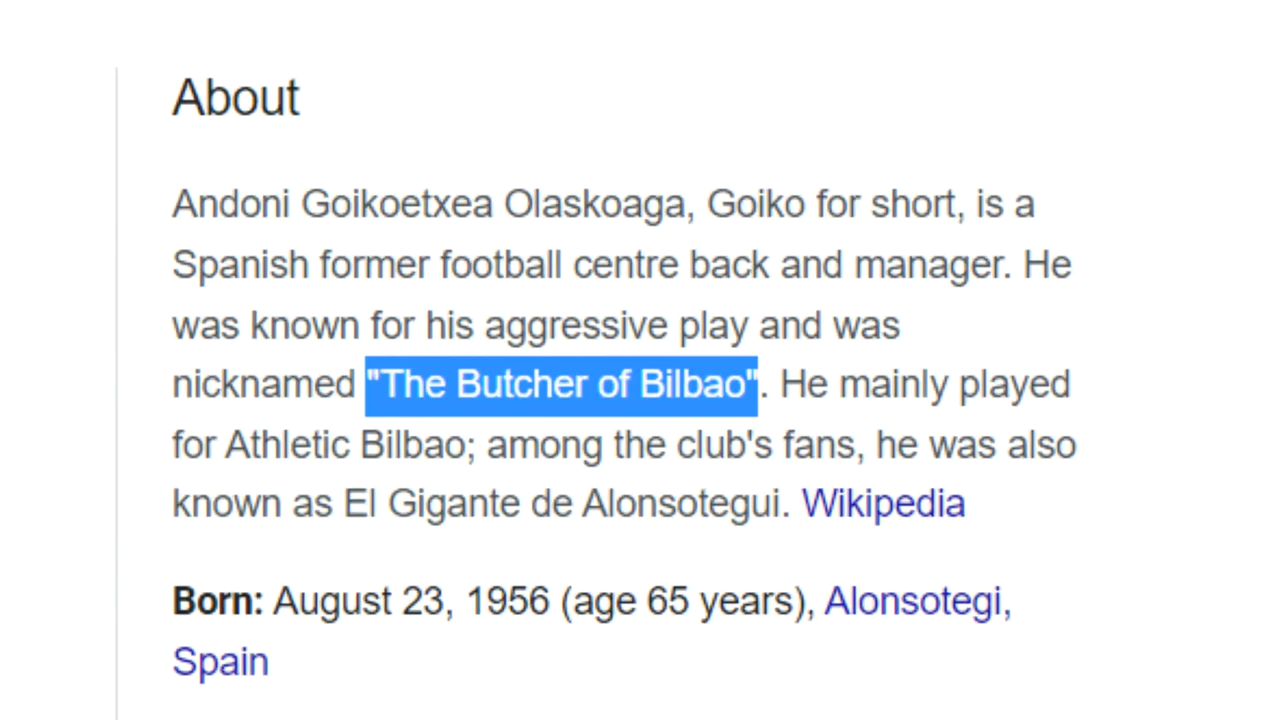 About
Andoni Goikoetxea Olaskoaga, Goiko for short, is a
Spanish former football centre back and manager. He
was known for his aggressive play and was
nicknamed "The Butcher of Bilbao". He mainly played
for Athletic Bilbao; among the club's fans, he was also
known as El Gigante de Alonsotegui. Wikipedia
Born: August 23, 1956 (age 65 years), Alonsotegi,
Spain